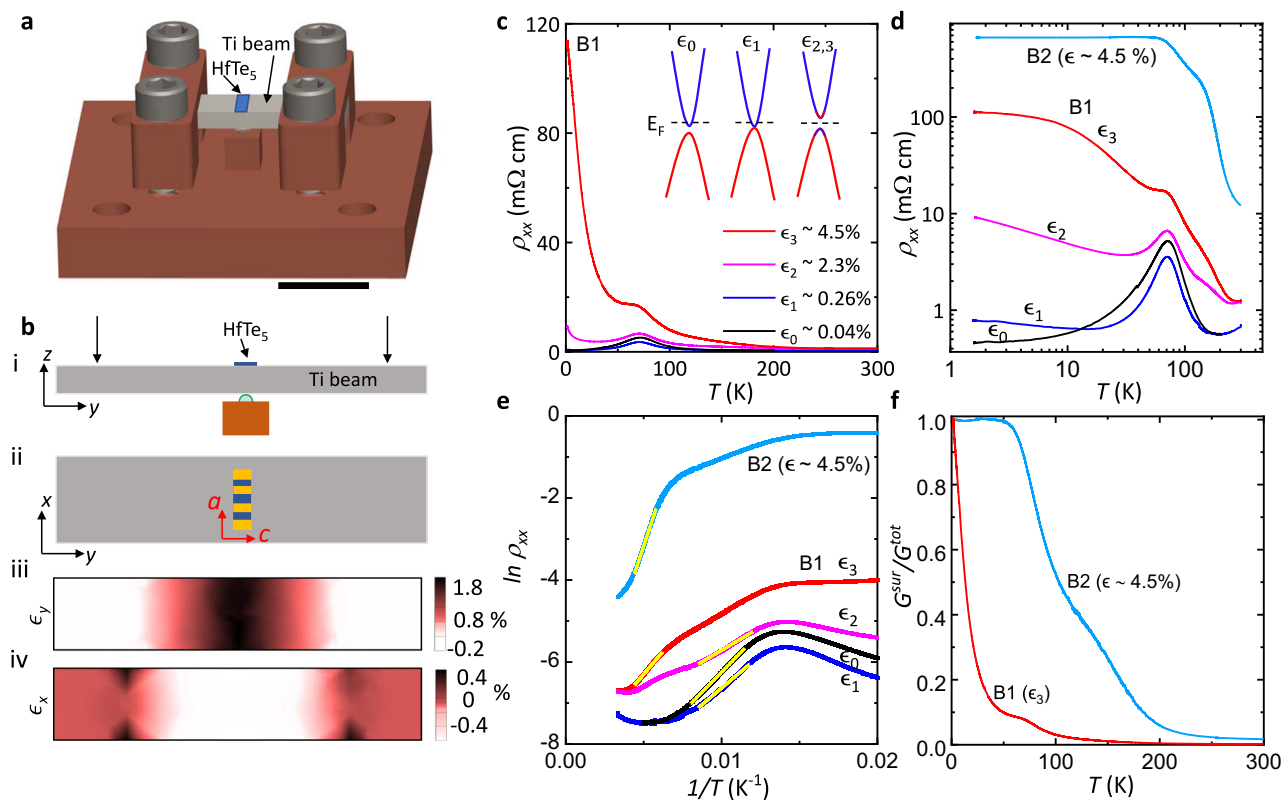 a
Ti beam
HfTe5
b
HfTe5
i
z
y
Ti beam
ii
x
y
a
c
iii
ϵy
1.8
0.8 %
-0.2
iv
ϵx
0.4
0 %
-0.4
c
120
80
40
0
ρxx (mΩ cm)
B1
ϵ0
ϵ1
ϵ2,3
EF
ϵ3 ~ 4.5%
ϵ2 ~ 2.3%
ϵ1 ~ 0.26%
ϵ0 ~ 0.04%
0
100
200
300
T (K)
d
100
10
1
ρxx (mΩ cm)
B2 (ϵ ~ 4.5 %)
B1
ϵ3
ϵ2
ϵ1
ϵ0
1
10
100
T (K)
e
0
-2
-4
-6
-8
ln ρxx
B2 (ϵ ~ 4.5%)
B1 ϵ3
ϵ2
ϵ0
ϵ1
0.00
0.01
0.02
1/T (K-1)
f
1.0
0.8
0.6
0.4
0.2
0.0
Gsur/Gtot
B2 (ϵ ~ 4.5%)
B1 (ϵ3)
0
100
200
300
T (K)